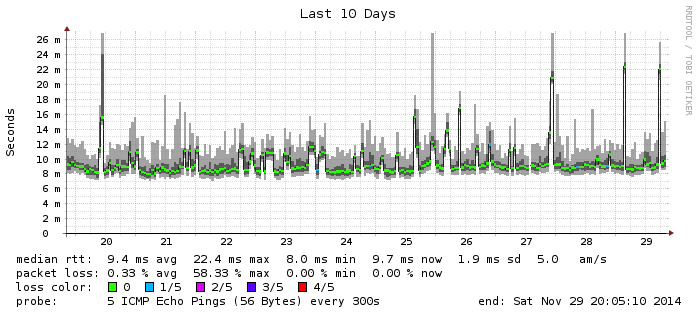 Last 10 Days
RRDTOOL / TOBI OETIKER
Seconds
26 m
24 m
22 m
20 m
18 m
16 m
14 m
12 m
10 m
8 m
6 m
4 m
2 m
0
20 21 22 23 24 25 26 27 28 29
median rtt: 9.4 ms avg 22.4 ms max 8.0 ms min 9.7 ms now 1.9 ms sd 5.0 am/s
packet loss: 0.33 % avg 58.33 % max 0.00 % min 0.00 % now
loss color: 0 1/5 2/5 3/5 4/5
probe: 5 ICMP Echo Pings (56 Bytes) every 300s end: Sat Nov 29 20:05:10 2014